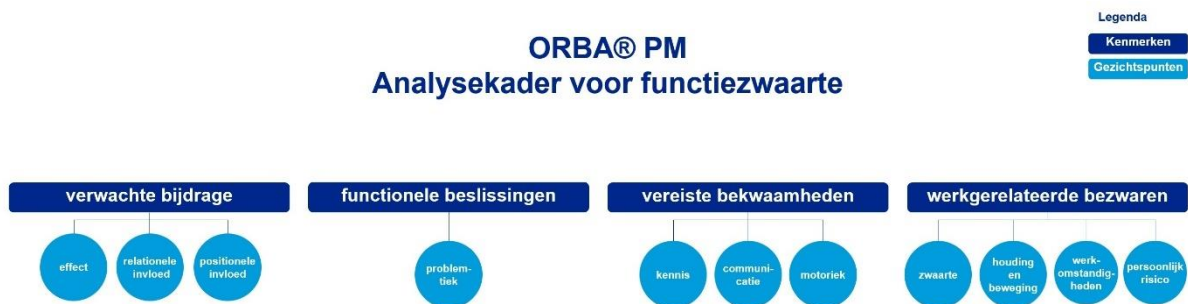 Legenda
Kenmerken
Gezichtspunten
ORBA® PM
Analysekader voor functiezwaarte
verwachte bijdrage
effect
relationele
invloed
positionele
invloed
functionele beslissingen
problem-
tiek
vereiste bekwaamheden
kennis
communi-
catie
motoriek
werkgerelateerde bezwaren
zwaarte
houding
en
beweging
werk-
omstandig-
heden
persoonlijk
risico